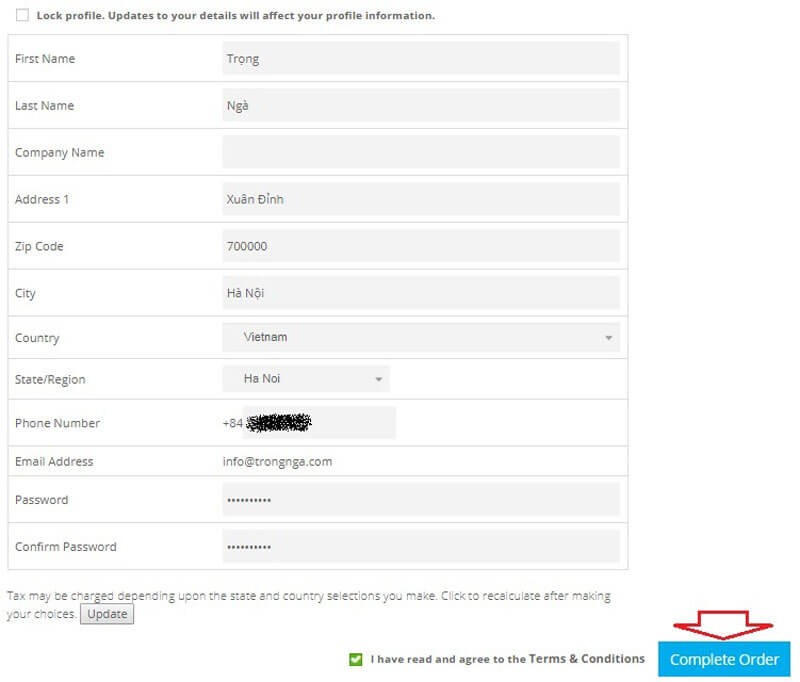 Lock profile. Updates to your details will affect your profile information.
First Name Trọng
Last Name Ngà
Company Name
Address 1 Xuân Đỉnh
Zip Code 700000
City Hà Nội
Country Vietnam
State/Region Ha Noi
Phone Number +84
Email Address info@trongnga.com
Password ••••••••••
Confirm Password ••••••••••
Tax may be charged depending upon the state and country selections you make. Click to recalculate after making
your choices. Update
I have read and agree to the Terms & Conditions Complete Order